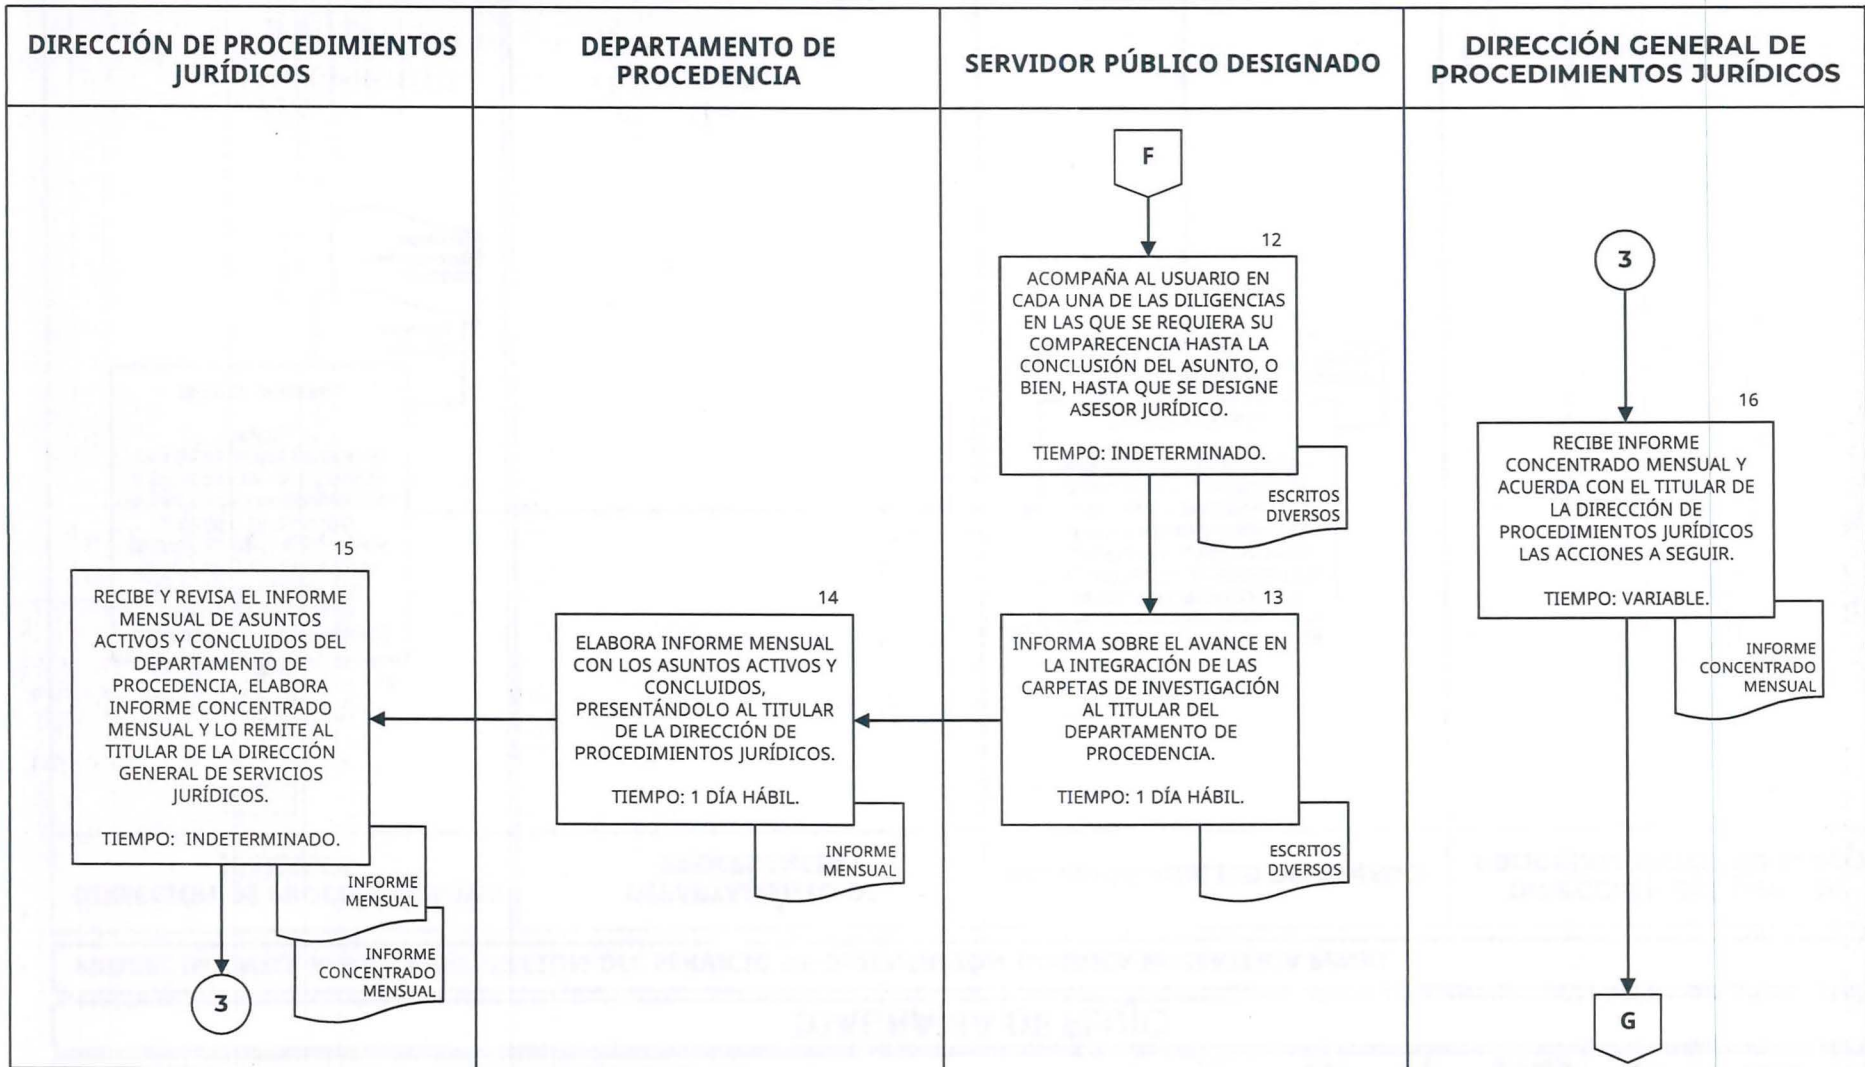 DIRECCIÓN DE PROCEDIMIENTOS
JURÍDICOS
DEPARTAMENTO DE
PROCEDENCIA
SERVIDOR PÚBLICO DESIGNADO
DIRECCIÓN GENERAL DE
PROCEDIMIENTOS JURÍDICOS
F
12
ACOMPAÑA AL USUARIO EN
CADA UNA DE LAS DILIGENCIAS
EN LAS QUE SE REQUIERA SU
COMPARECENCIA HASTA LA
CONCLUSIÓN DEL ASUNTO, O
BIEN, HASTA QUE SE DESIGNE
ASESOR JURÍDICO.
TIEMPO: INDETERMINADO.
ESCRITOS
DIVERSOS
13
INFORMA SOBRE EL AVANCE EN
LA INTEGRACIÓN DE LAS
CARPETAS DE INVESTIGACIÓN
AL TITULAR DEL
DEPARTAMENTO DE
PROCEDENCIA.
TIEMPO: 1 DÍA HÁBIL.
ESCRITOS
DIVERSOS
14
ELABORA INFORME MENSUAL
CON LOS ASUNTOS ACTIVOS Y
CONCLUIDOS,
PRESENTÁNDOLO AL TITULAR
DE LA DIRECCIÓN DE
PROCEDIMIENTOS JURÍDICOS.
TIEMPO: 1 DÍA HÁBIL.
INFORME
MENSUAL
15
RECIBE Y REVISA EL INFORME
MENSUAL DE ASUNTOS
ACTIVOS Y CONCLUIDOS DEL
DEPARTAMENTO DE
PROCEDENCIA, ELABORA
INFORME CONCENTRADO
MENSUAL Y LO REMITE AL
TITULAR DE LA DIRECCIÓN
GENERAL DE SERVICIOS
JURÍDICOS.
TIEMPO: INDETERMINADO.
INFORME
MENSUAL
INFORME
CONCENTRADO
MENSUAL
3
3
16
RECIBE INFORME
CONCENTRADO MENSUAL Y
ACUERDA CON EL TITULAR DE
LA DIRECCIÓN DE
PROCEDIMIENTOS JURÍDICOS
LAS ACCIONES A SEGUIR.
TIEMPO: VARIABLE.
INFORME
CONCENTRADO
MENSUAL
G